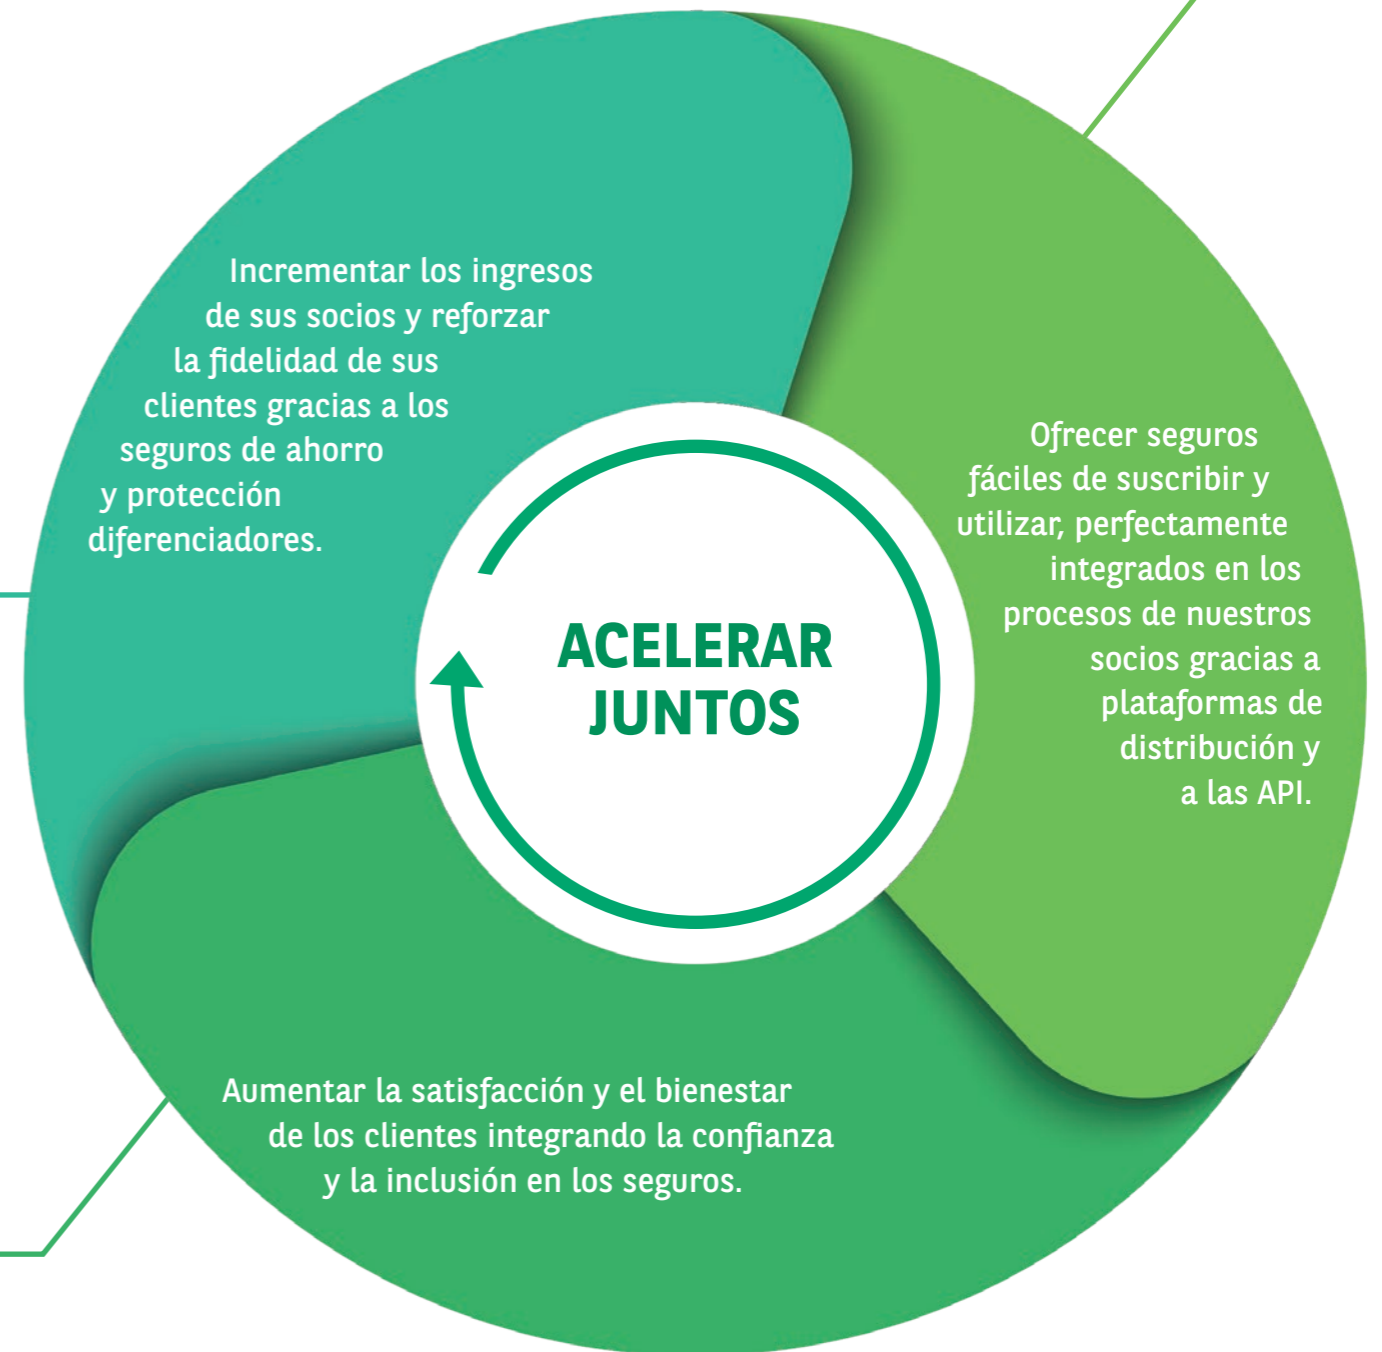 Incrementar los ingresos
de sus socios y reforzar
la fidelidad de sus
clientes gracias a los
seguros de ahorro
y protección
diferenciadores.
Ofrecer seguros
fáciles de suscribir y
utilizar, perfectamente
integrados en los
procesos de nuestros
socios gracias a
plataformas de
distribución y
a las API.
ACELERAR
JUNTOS
Aumentar la satisfacción y el bienestar
de los clientes integrando la confianza
y la inclusión en los seguros.